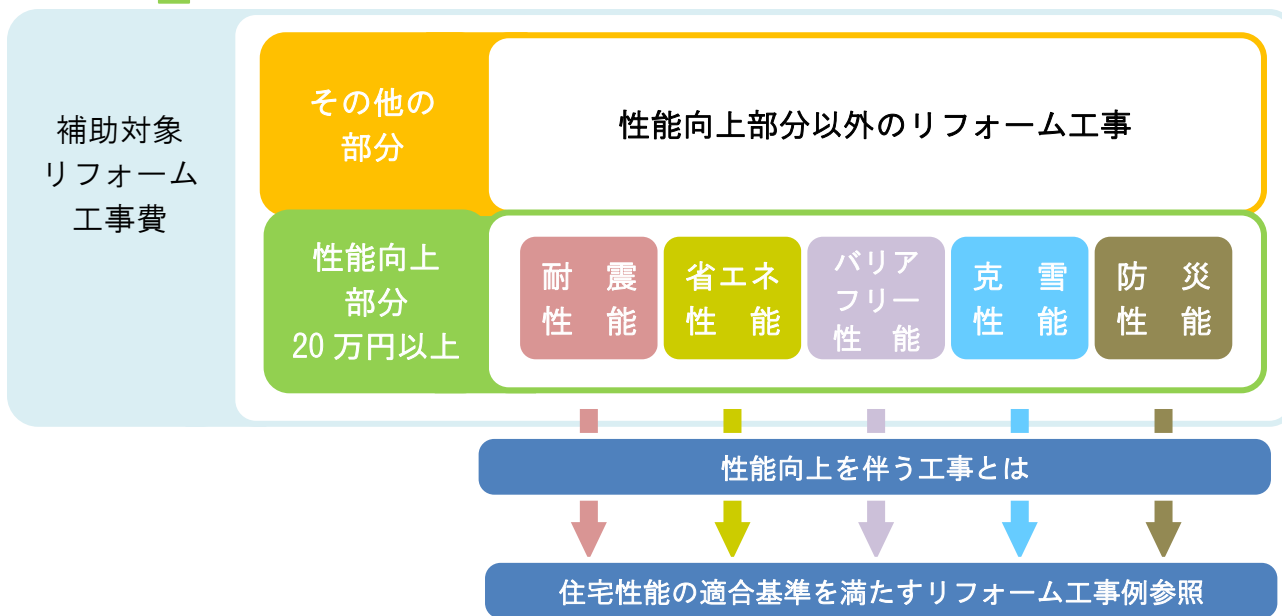 補助対象
リフォーム
工事費
その他の
部分
性能向上部分以外のリフォーム工事
性能向上
部分
20万円以上
耐　震
性　能
省エネ
性　能
バリア
フリー
性　能
克　雪
性　能
防　災
性　能
性能向上を伴う工事とは
住宅性能の適合基準を満たすリフォーム工事例参照